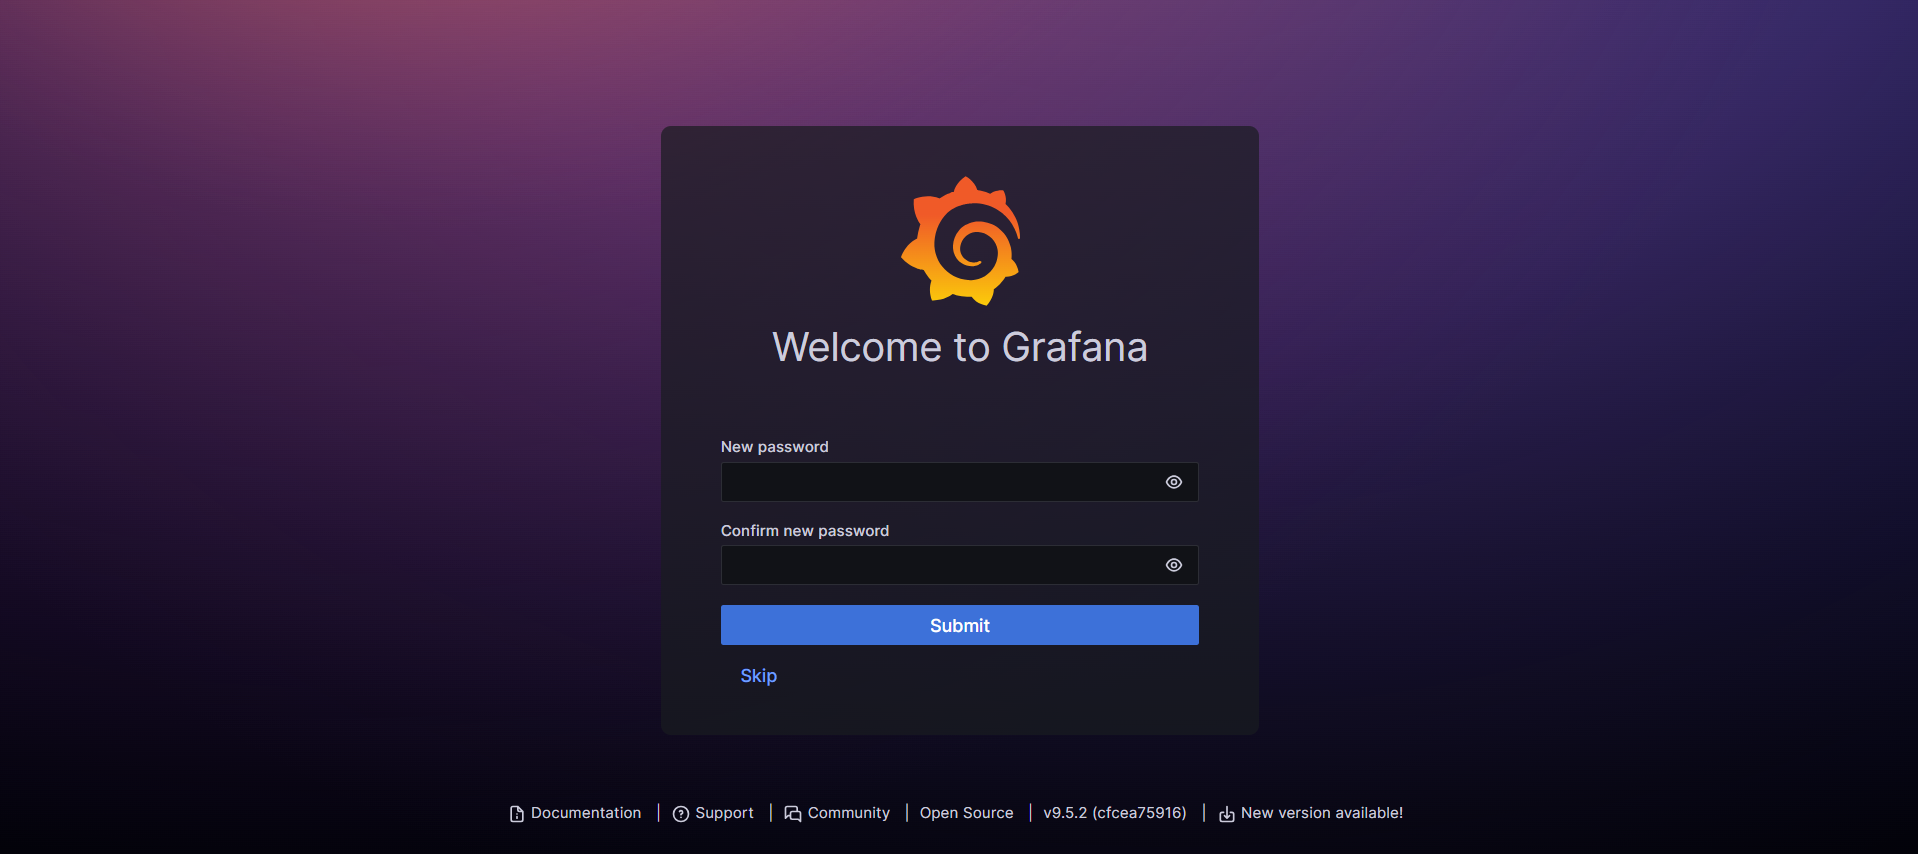 Welcome to Grafana
New password
Confirm new password
Submit
Skip
Documentation | Support | Community | Open Source | v9.5.2 (cfcea75916) | New version available!